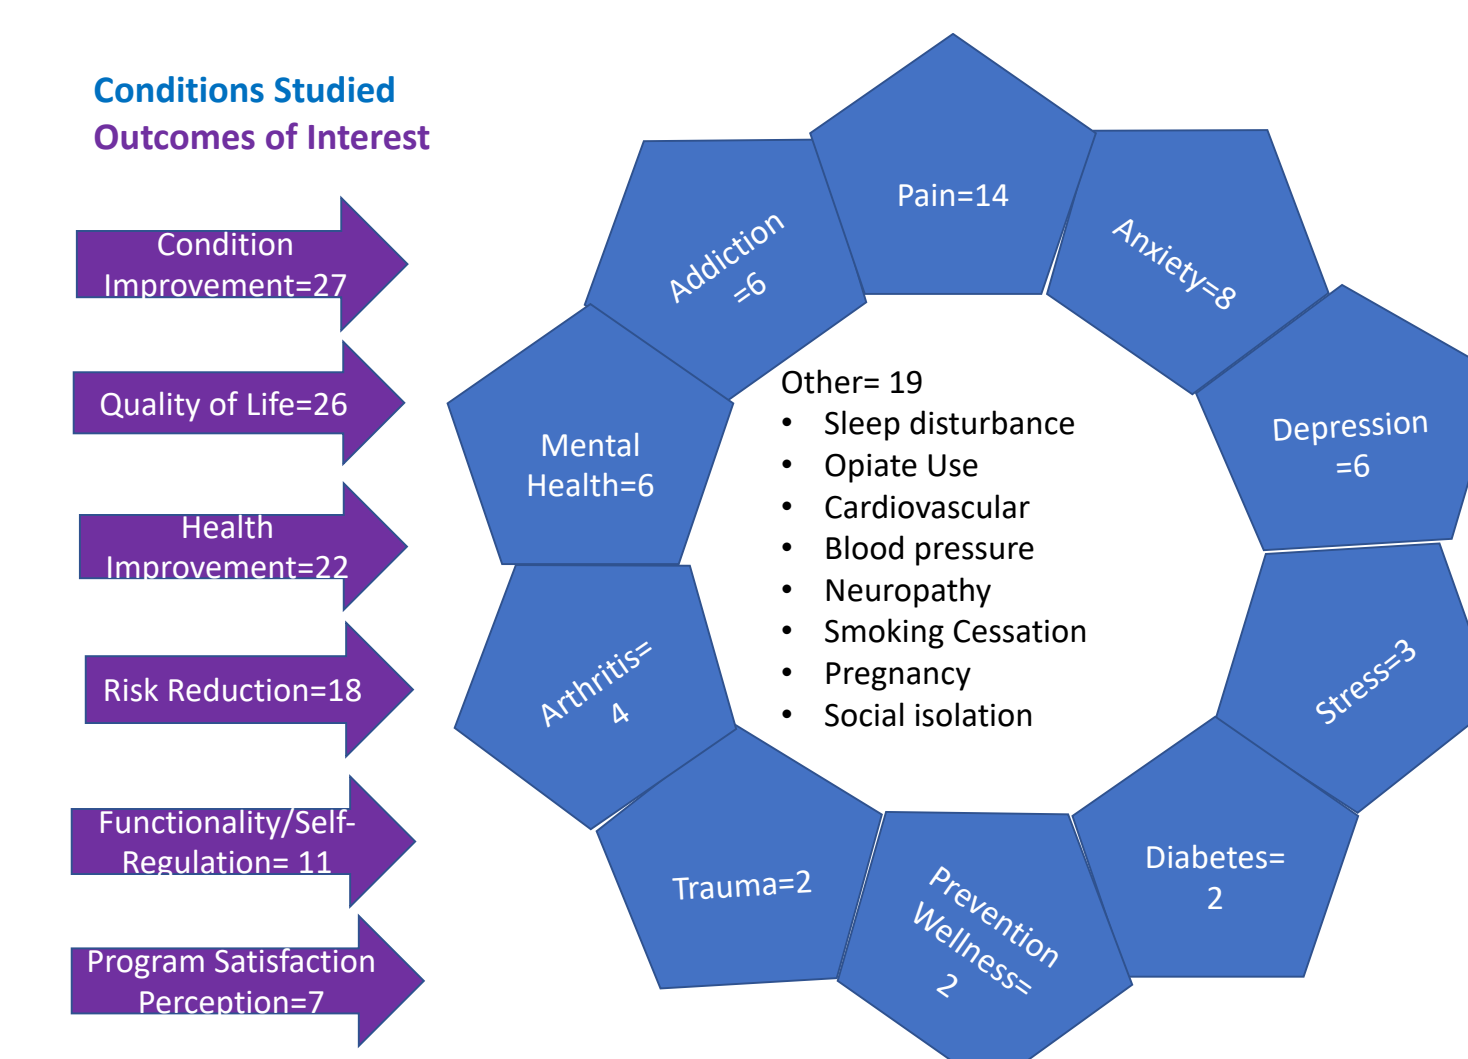 Conditions Studied
Outcomes of Interest
Condition
Improvement=27
Quality of Life=26
Health
Improvement=22
Risk Reduction=18
Functionality/Self-
Regulation= 11
Program Satisfaction
Perception=7
Pain=14
Anxiety=8
Depression
=6
Stress=3
Diabetes=
2
Prevention
Wellness=
2
Trauma=2
Arthritis=
4
Mental
Health=6
Addiction
=6
Other= 19
• Sleep disturbance
• Opiate Use
• Cardiovascular
• Blood pressure
• Neuropathy
• Smoking Cessation
• Pregnancy
• Social isolation